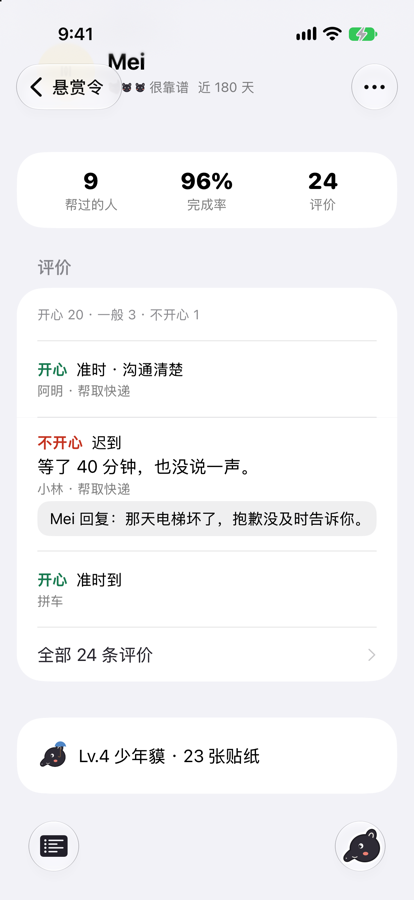 9:41
Mei
悬赏令
很靠谱 近 180 天
9
96%
24
帮过的人
完成率
评价
评价
开心 20 · 一般 3 · 不开心 1
开心 准时 · 沟通清楚
阿明 · 帮取快递
不开心 迟到
等了 40 分钟，也没说一声。
小林 · 帮取快递
Mei 回复：那天电梯坏了，抱歉没及时告诉你。
开心 准时到
拼车
全部 24 条评价
Lv.4 少年貘 · 23 张贴纸